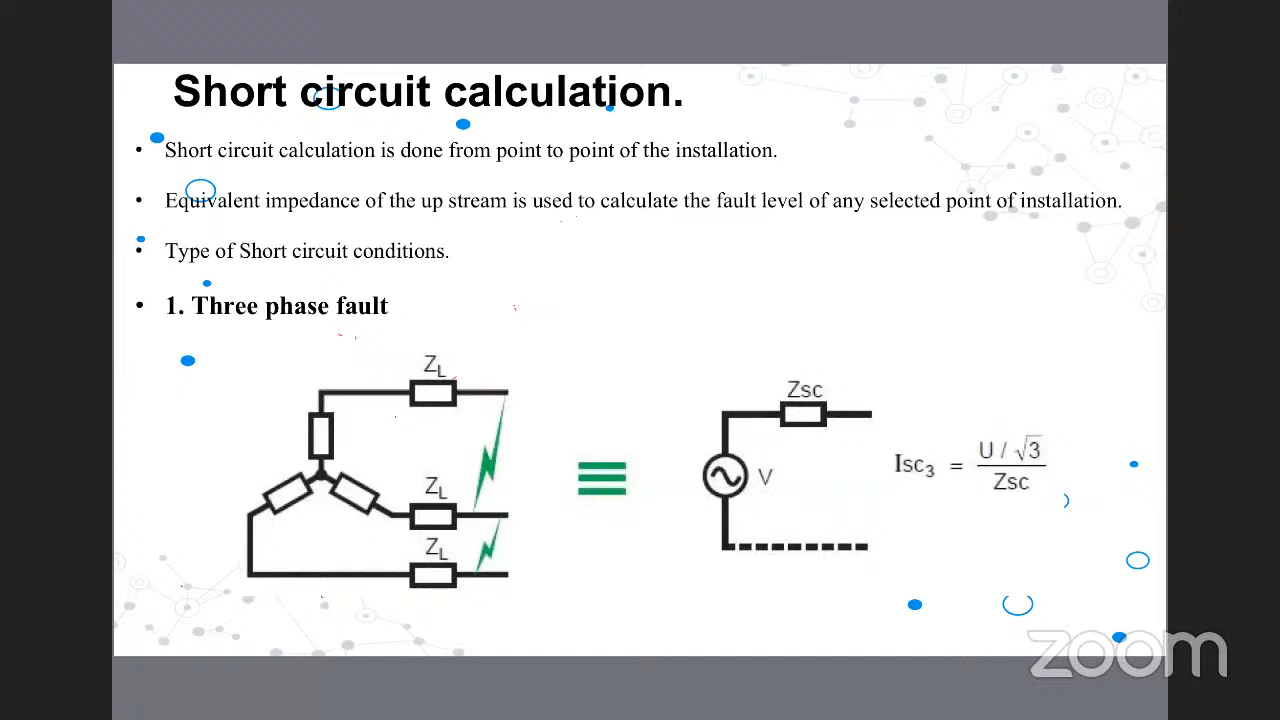 Short circuit calculation.
• Short circuit calculation is done from point to point of the installation.
• Equivalent impedance of the up stream is used to calculate the fault level of any selected point of installation.
• Type of Short circuit conditions.
• 1. Three phase fault
ZL
Zsc
ZL
V
Isc3 = U / √3
Zsc
ZL
zoom